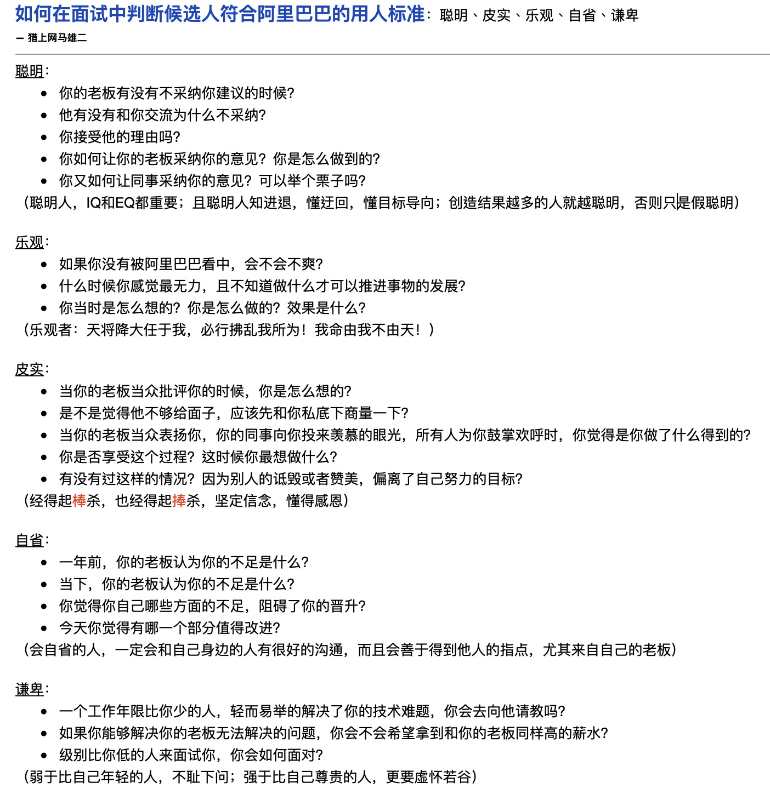 如何在面试中判断候选人符合阿里巴巴的用人标准：聪明、皮实、乐观、自省、谦卑
— 猎上网马雄二
聪明：
• 你的老板有没有不采纳你建议的时候？
• 他有没有和你交流为什么不采纳？
• 你接受他的理由吗？
• 你如何让你的老板采纳你的意见？你是怎么做到的？
• 你又如何让同事采纳你的意见？可以举个栗子吗？
（聪明人，IQ和EQ都重要；且聪明人知进退，懂迂回，懂目标导向；创造结果越多的人就越聪明，否则只是假聪明）
乐观：
• 如果你没有被阿里巴巴看中，会不会不爽？
• 什么时候你感觉最无力，且不知道做什么才可以推进事物的发展？
• 你当时是怎么想的？你是怎么做的？效果是什么？
（乐观者：天将降大任于我，必行拂乱我所为！我命由我不由天！）
皮实：
• 当你的老板当众批评你的时候，你是怎么想的？
• 是不是觉得他不够给面子，应该先和你私底下商量一下？
• 当你的老板当众表扬你，你的同事向你投来羡慕的眼光，所有人为你鼓掌欢呼时，你觉得是你做了什么得到的？
• 你是否享受这个过程？这时候你最想做什么？
• 有没有过这样的情况？因为别人的诋毁或者赞美，偏离了自己努力的目标？
（经得起棒杀，也经得起捧杀，坚定信念，懂得感恩）
自省：
• 一年前，你的老板认为你的不足是什么？
• 当下，你的老板认为你的不足是什么？
• 你觉得你自己哪些方面的不足，阻碍了你的晋升？
• 今天你觉得有哪一个部分值得改进？
（会自省的人，一定会和自己身边的人有很好的沟通，而且会善于得到他人的指点，尤其来自自己的老板）
谦卑：
• 一个工作年限比你少的人，轻而易举的解决了你的技术难题，你会去向他请教吗？
• 如果你能够解决你的老板无法解决的问题，你会不会希望拿到和你的老板同样高的薪水？
• 级别比你低的人来面试你，你会如何面对？
（弱于比自己年轻的人，不耻下问；强于比自己尊贵的人，更要虚怀若谷）